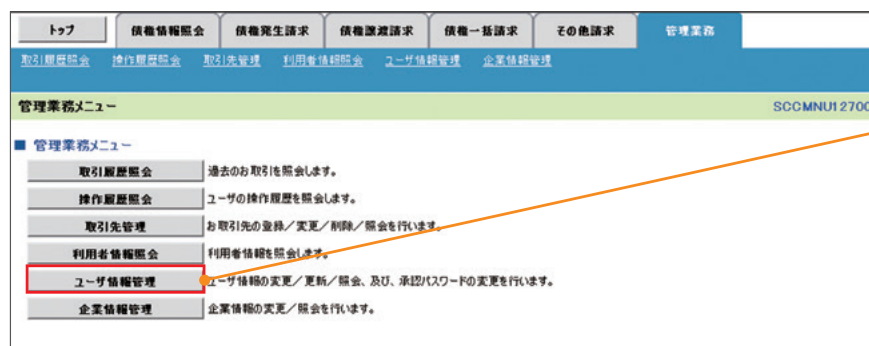 トップ 債権情報照会 債権発生請求 債権譲渡請求 債権一括請求 その他請求 管理業務
取引履歴照会 操作履歴照会 取引先管理 利用者情報照会 ユーザ情報管理 企業情報管理
管理業務メニュー SCCMNU12700
■ 管理業務メニュー
取引履歴照会 過去のお取引を照会します。
操作履歴照会 ユーザの操作履歴を照会します。
取引先管理 お取引先の登録／変更／削除／照会を行います。
利用者情報照会 利用者情報を照会します。
ユーザ情報管理 ユーザ情報の変更／更新／照会、及び、承認パスワードの変更を行います。
企業情報管理 企業情報の変更／照会を行います。